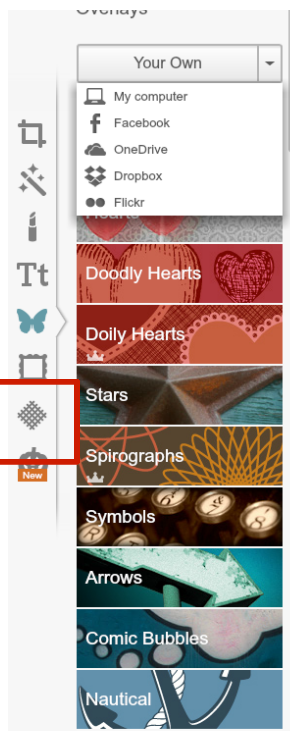 Overlays
Your Own
My computer
Facebook
OneDrive
Dropbox
Flickr
Hearts
Doodly Hearts
Doily Hearts
Tt
Stars
Spirographs
New
Symbols
Arrows
Comic Bubbles
Nautical